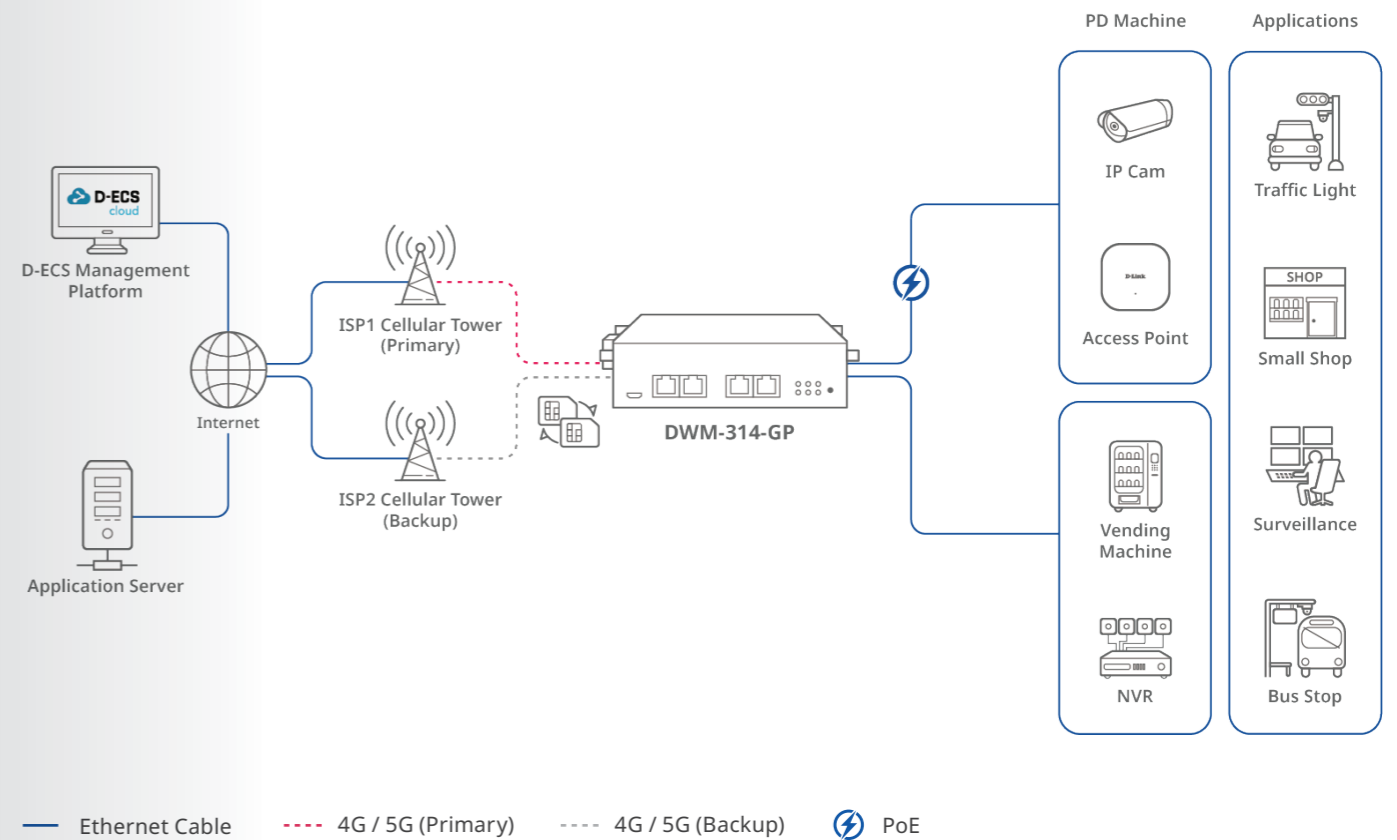 PD Machine
Applications
IP Cam
Traffic Light
D-ECS
cloud
D-ECS Management
Platform
D-Link
SHOP
ISP1 Cellular Tower
(Primary)
Access Point
Small Shop
Internet
DWM-314-GP
ISP2 Cellular Tower
(Backup)
Vending
Machine
Surveillance
Application Server
NVR
Bus Stop
Ethernet Cable
4G / 5G (Primary)
4G / 5G (Backup)
PoE